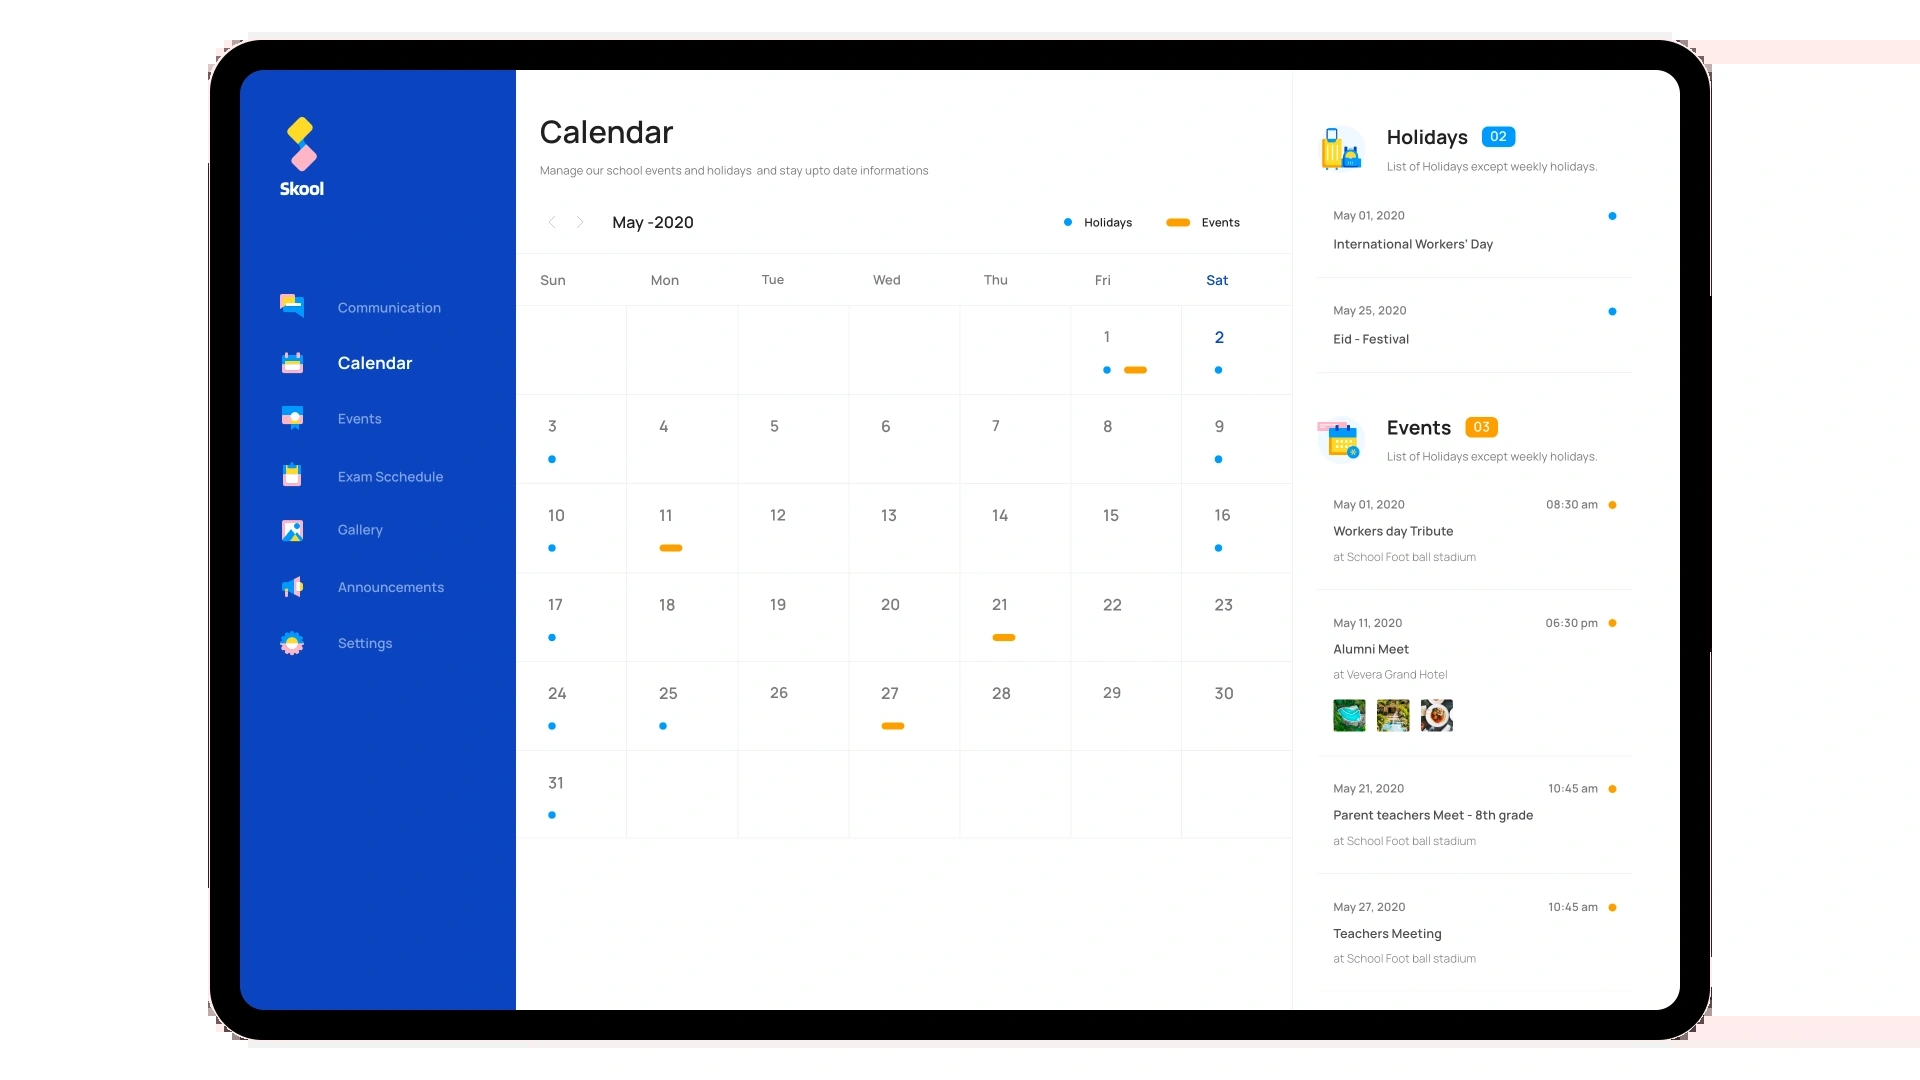 Skool
Communication
Calendar
Events
Exam Scchedule
Gallery
Announcements
Settings
Calendar
Manage our school events and holidays and stay upto date informations
May -2020
Holidays
Events
Sun Mon Tue Wed Thu Fri Sat
1 2
3 4 5 6 7 8 9
10 11 12 13 14 15 16
17 18 19 20 21 22 23
24 25 26 27 28 29 30
31
Holidays 02
List of Holidays except weekly holidays.
May 01, 2020
International Workers' Day
May 25, 2020
Eid - Festival
Events 03
List of Holidays except weekly holidays.
May 01, 2020 08:30 am
Workers day Tribute
at School Foot ball stadium
May 11, 2020 06:30 pm
Alumni Meet
at Vevera Grand Hotel
May 21, 2020 10:45 am
Parent teachers Meet - 8th grade
at School Foot ball stadium
May 27, 2020 10:45 am
Teachers Meeting
at School Foot ball stadium